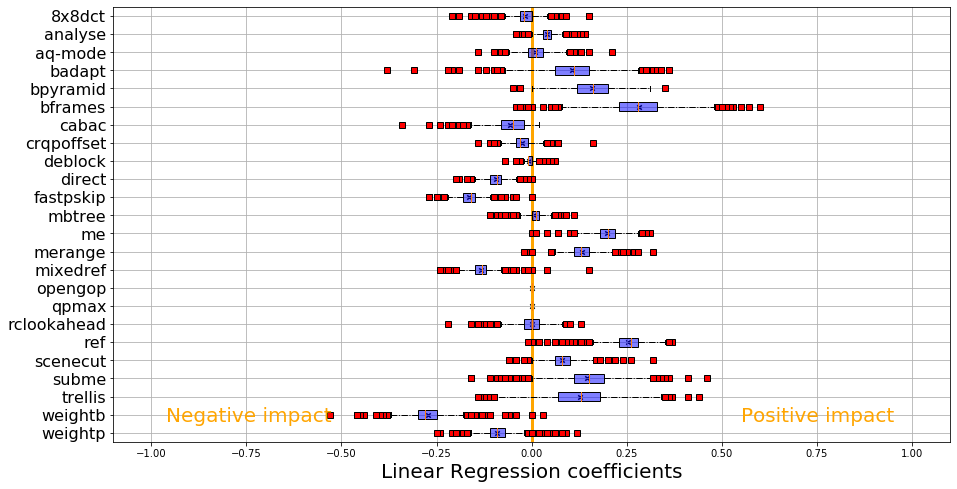 8x8dct
analyse
aq-mode
badapt
bpyramid
bframes
cabac
crqpoffset
deblock
direct
fastpskip
mbtree
me
merange
mixedref
opengop
qpmax
rclookahead
ref
scenecut
subme
trellis
weightb
weightp
Negative impact Positive impact
−1.00 −0.75 −0.50 −0.25 0.00 0.25 0.50 0.75 1.00
Linear Regression coefficients